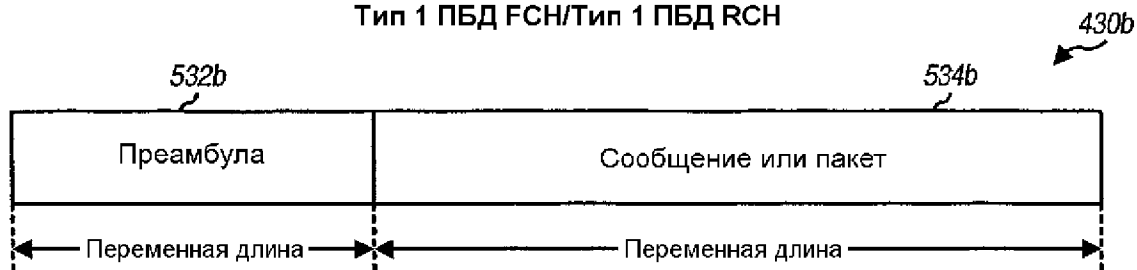 Тип 1 ПБД FCH/Тип 1 ПБД RCH
430b
532b
534b
Преамбула
Сообщение или пакет
Переменная длина
Переменная длина